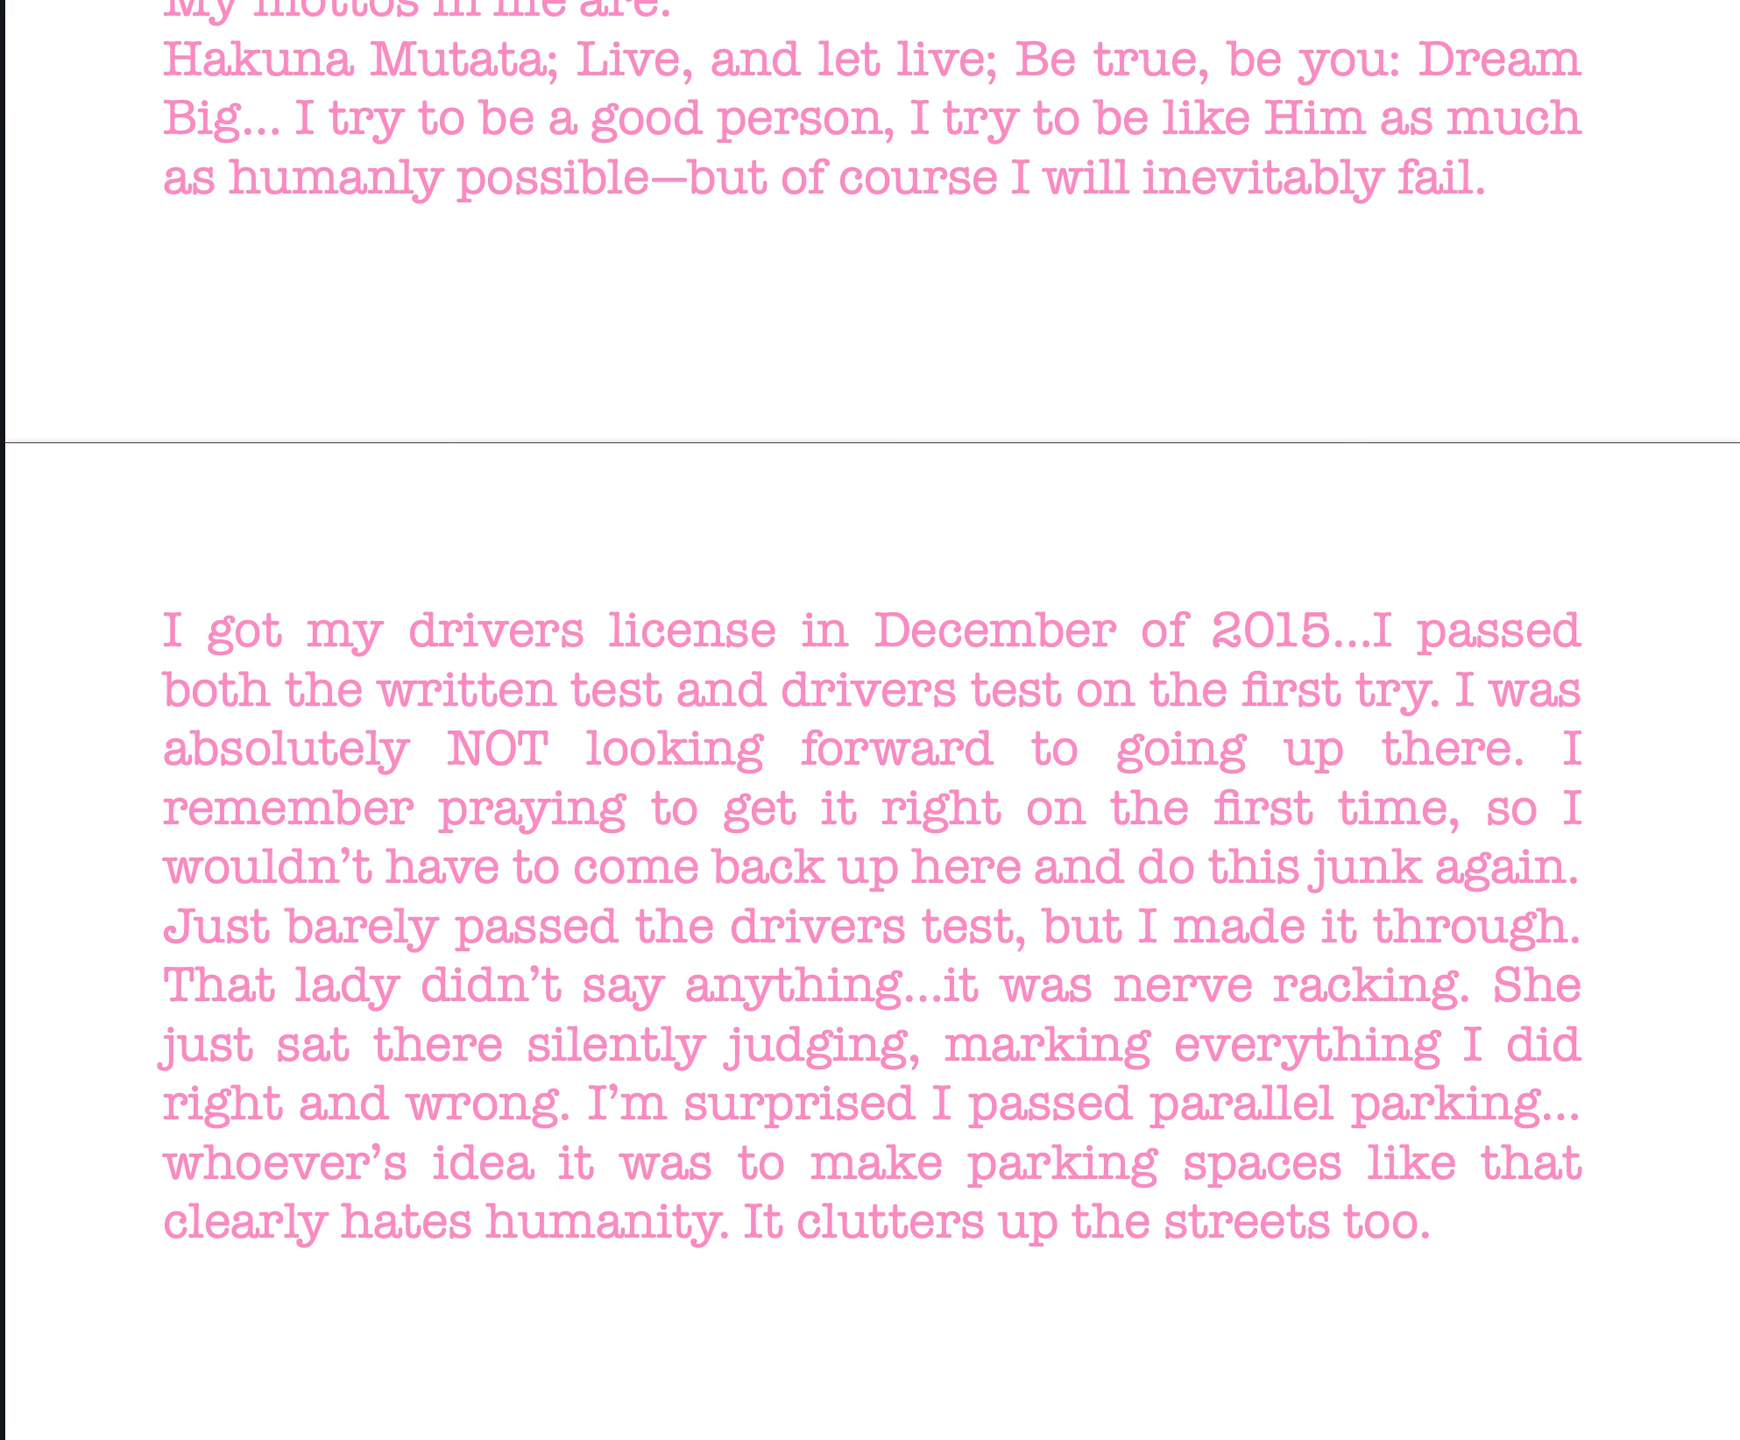 My mottos in life are:
Hakuna Mutata; Live, and let live; Be true, be you: Dream
Big... I try to be a good person, I try to be like Him as much
as humanly possible—but of course I will inevitably fail.
I got my drivers license in December of 2015...I passed
both the written test and drivers test on the first try. I was
absolutely NOT looking forward to going up there. I
remember praying to get it right on the first time, so I
wouldn’t have to come back up here and do this junk again.
Just barely passed the drivers test, but I made it through.
That lady didn’t say anything...it was nerve racking. She
just sat there silently judging, marking everything I did
right and wrong. I’m surprised I passed parallel parking...
whoever’s idea it was to make parking spaces like that
clearly hates humanity. It clutters up the streets too.